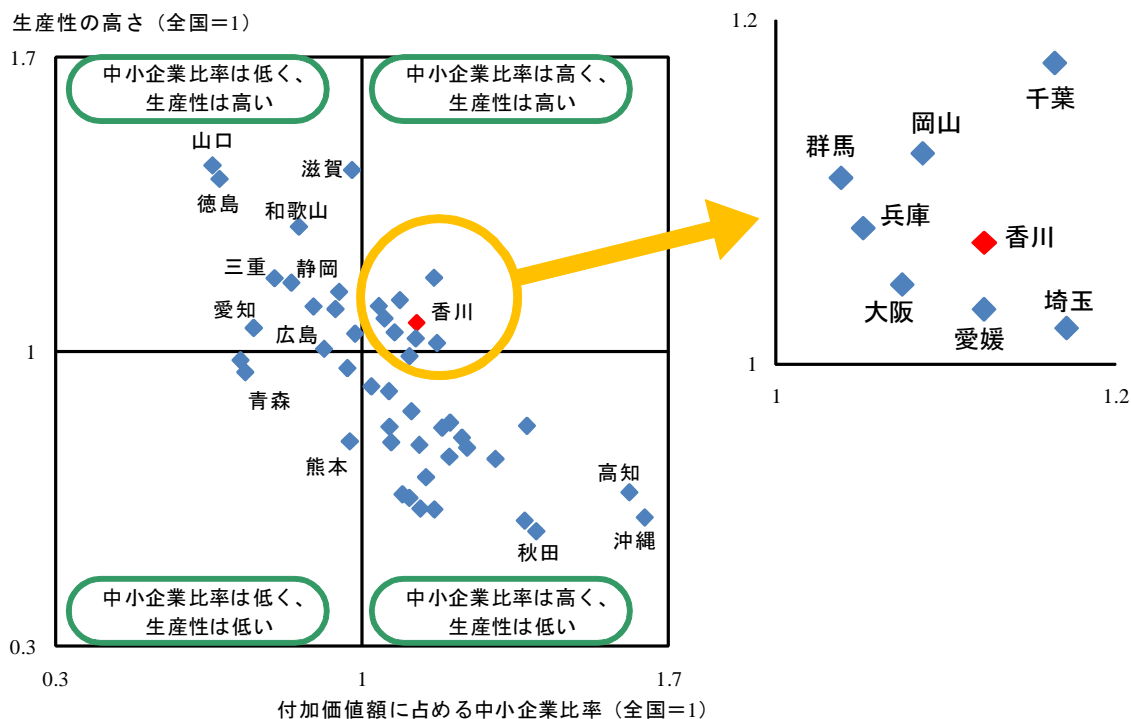 生産性の高さ（全国＝1）
1.7
中小企業比率は低く、
生産性は高い
中小企業比率は高く、
生産性は高い
山口
滋賀
徳島
和歌山
三重
静岡
愛知
香川
広島
1
青森
熊本
高知
秋田
沖縄
中小企業比率は低く、
生産性は低い
中小企業比率は高く、
生産性は低い
0.3
0.3
1
1.7
付加価値額に占める中小企業比率（全国＝1）
1.2
千葉
岡山
群馬
兵庫
香川
大阪
愛媛
埼玉
1
1
1.2